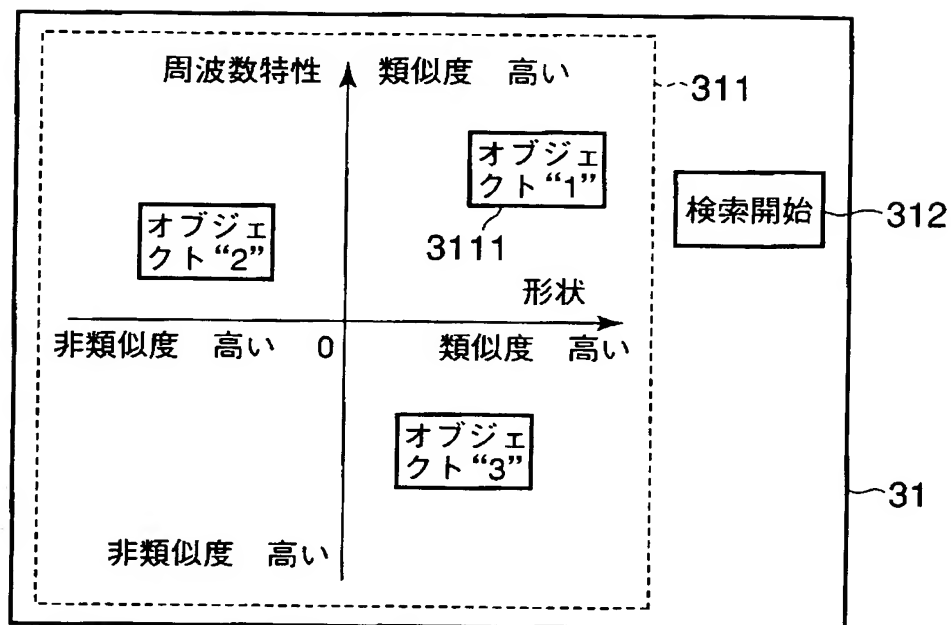 周波数特性
類似度 高い
311
オブジェ
クト“1”
3111
検索開始
312
オブジェ
クト“2”
形状
非類似度 高い
0
類似度 高い
オブジェ
クト“3”
31
非類似度 高い